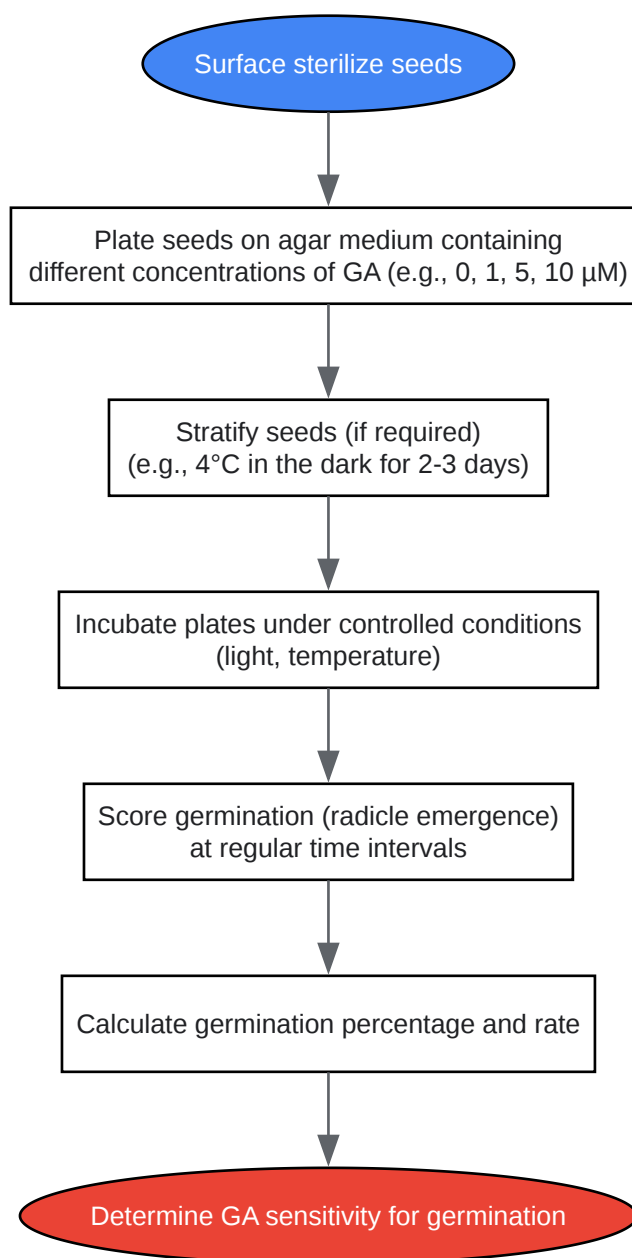 Surface sterilize seeds
Plate seeds on agar medium containing
different concentrations of GA (e.g., 0, 1, 5, 10 µM)
Stratify seeds (if required)
(e.g., 4°C in the dark for 2-3 days)
Incubate plates under controlled conditions
(light, temperature)
Score germination (radicle emergence)
at regular time intervals
Calculate germination percentage and rate
Determine GA sensitivity for germination